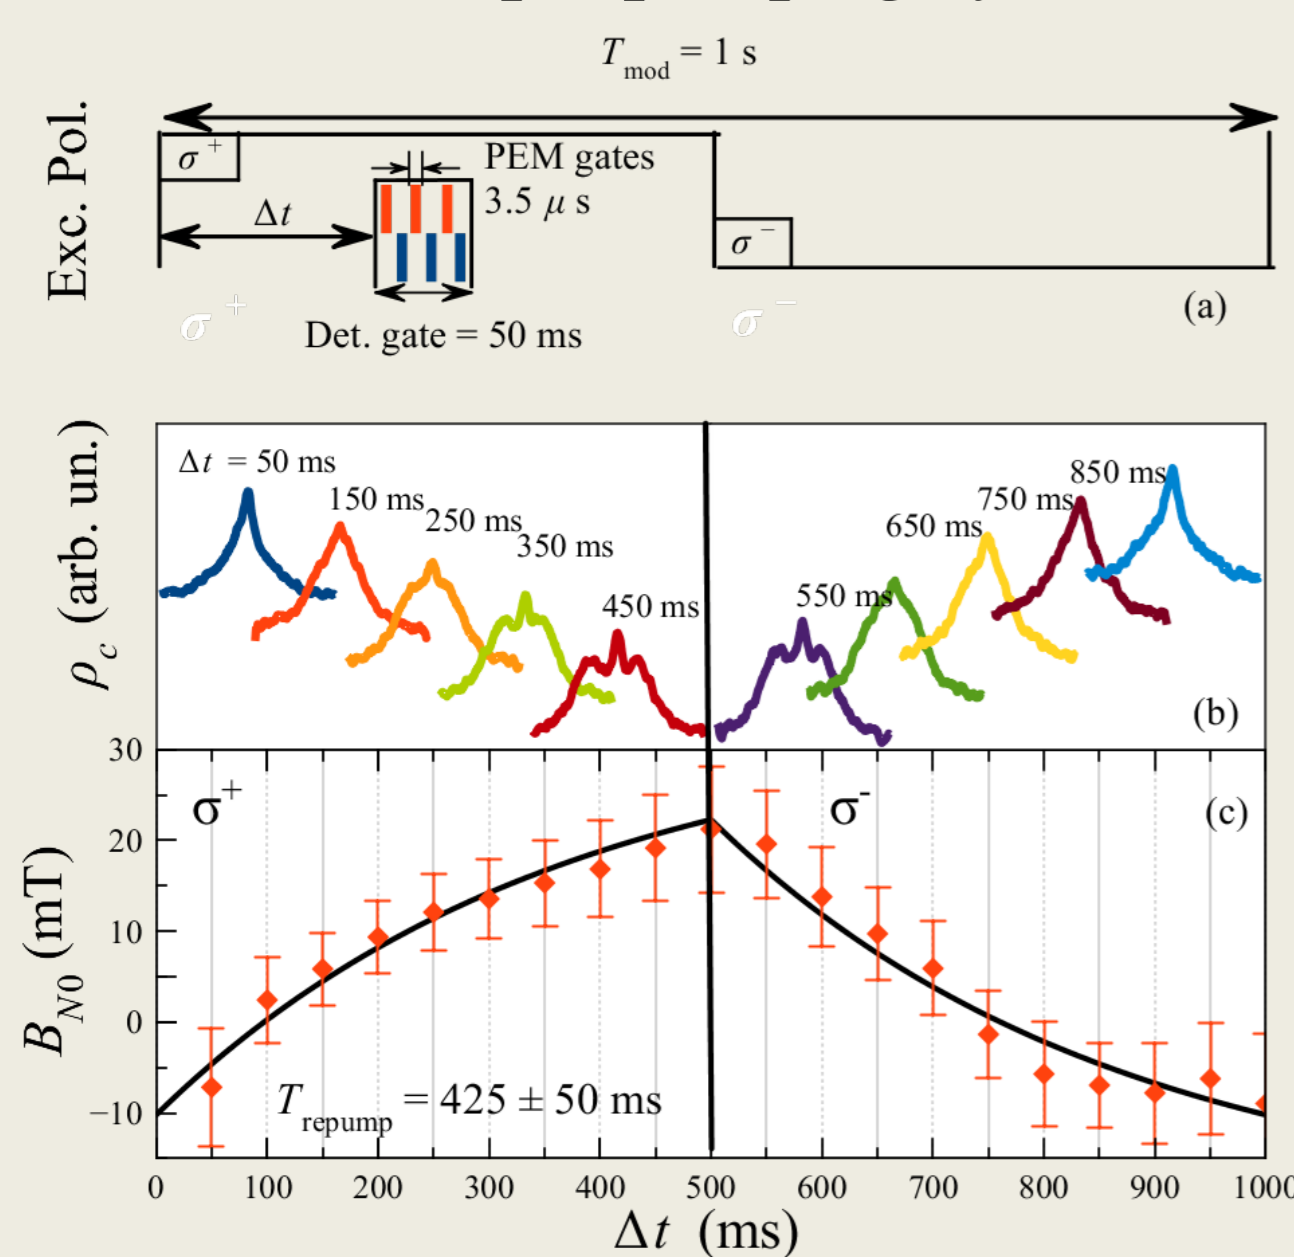 T_mod = 1 s
Exc. Pol.
σ⁺
PEM gates
3.5 μ s
Δt
σ⁻
σ⁺
σ⁻
(a)
Det. gate = 50 ms
ρ_c (arb. un.)
Δt = 50 ms
150 ms
250 ms
350 ms
450 ms
550 ms
650 ms
750 ms
850 ms
(b)
B_N0 (mT)
30
20
10
0
−10
σ⁺
σ⁻
(c)
T_repump = 425 ± 50 ms
0 100 200 300 400 500 600 700 800 900 1000
Δt (ms)